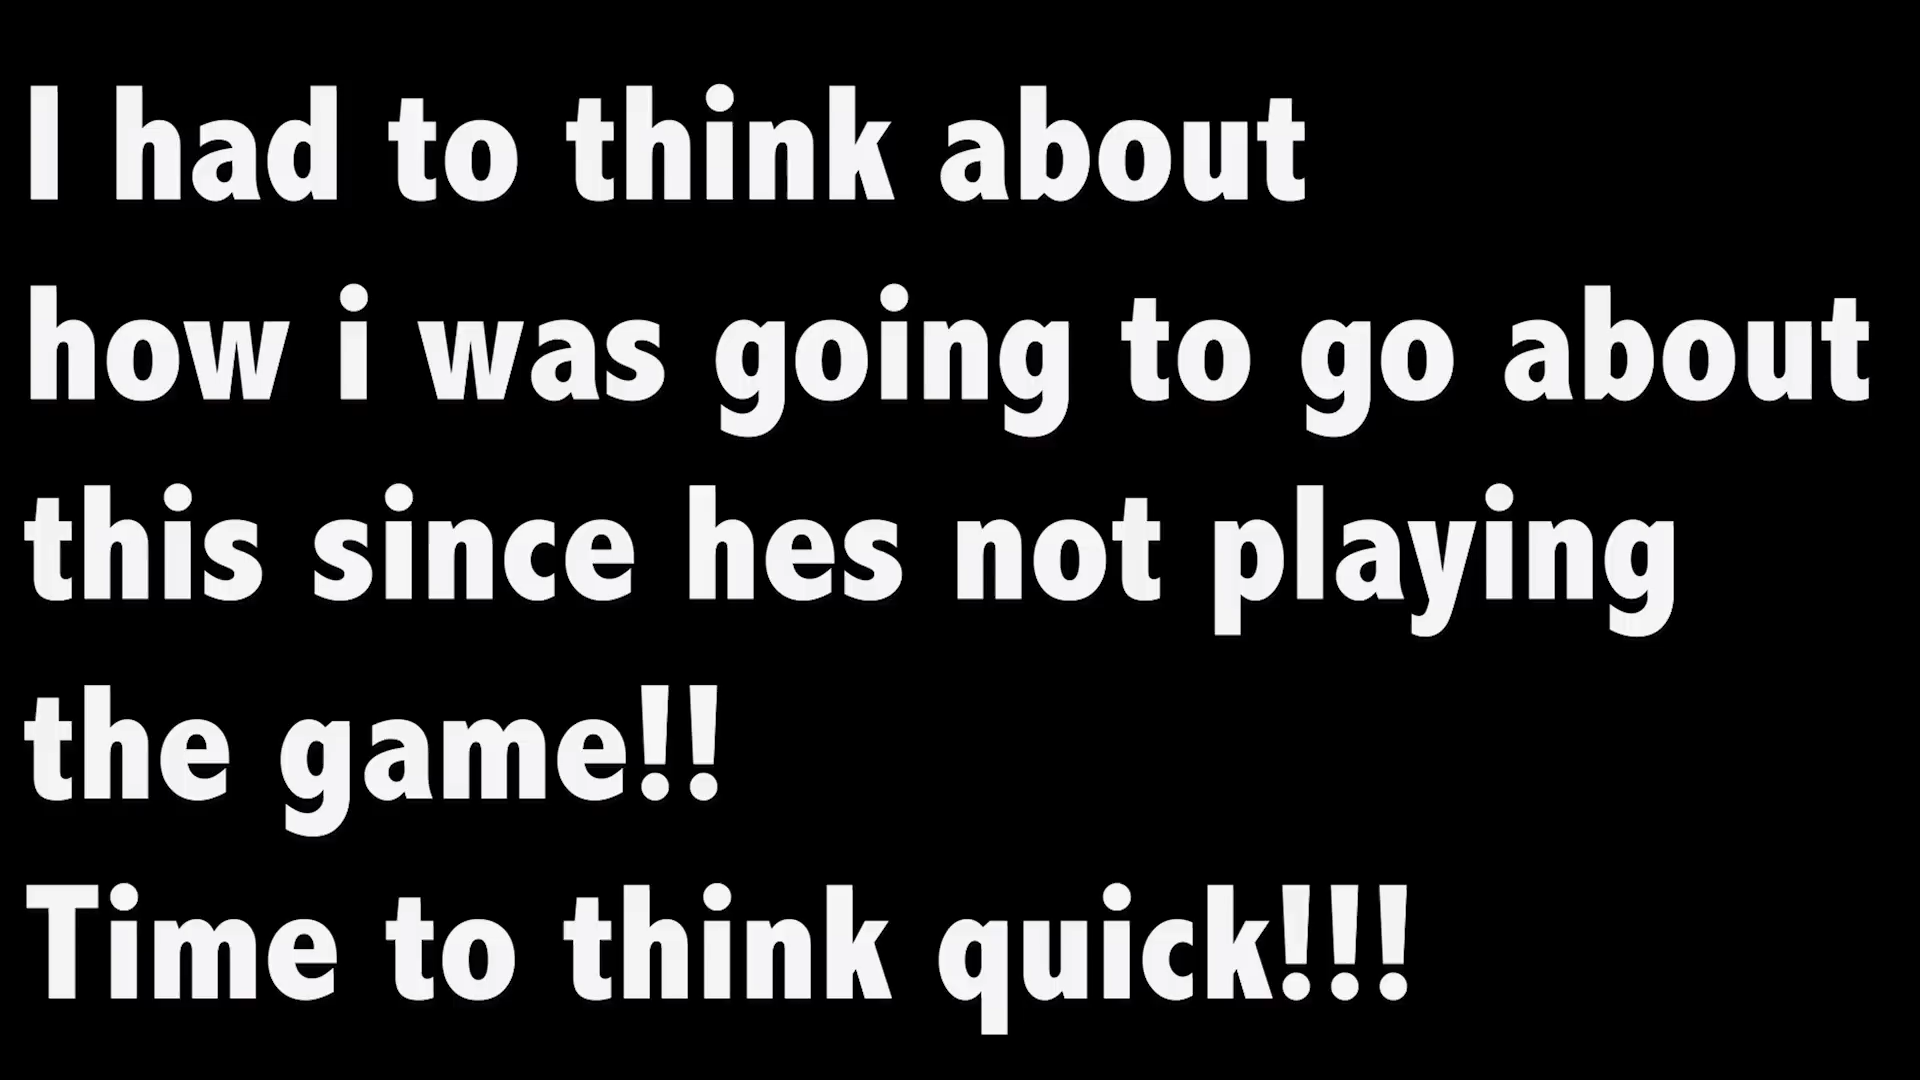 I had to think about
how i was going to go about
this since hes not playing
the game!!
Time to think quick!!!